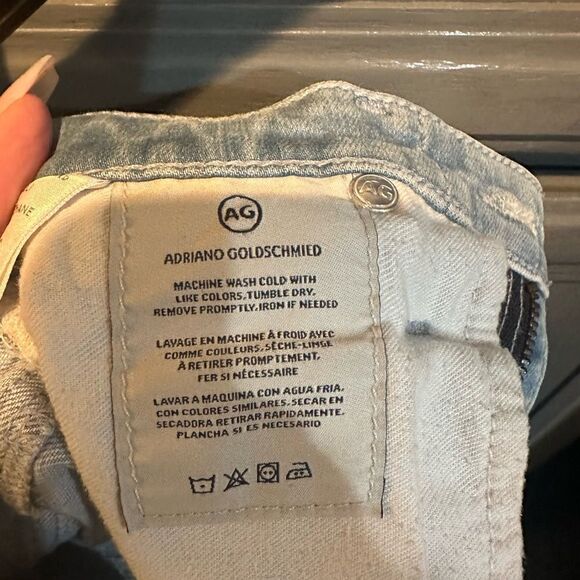 AG
AG
ADRIANO GOLDSCHMIED
MACHINE WASH COLD WITH
LIKE COLORS. TUMBLE DRY.
REMOVE PROMPTLY. IRON IF NEEDED
LAVAGE EN MACHINE À FROID AVEC
COMME COULEURS. SÈCHE-LINGE
À RETIRER PROMPTEMENT.
FER SI NÉCESSAIRE
LAVAR A MAQUINA CON AGUA FRIA.
CON COLORES SIMILARES. SECAR EN
SECADORA RETIRAR RAPIDAMENTE.
PLANCHA SI ES NECESARIO